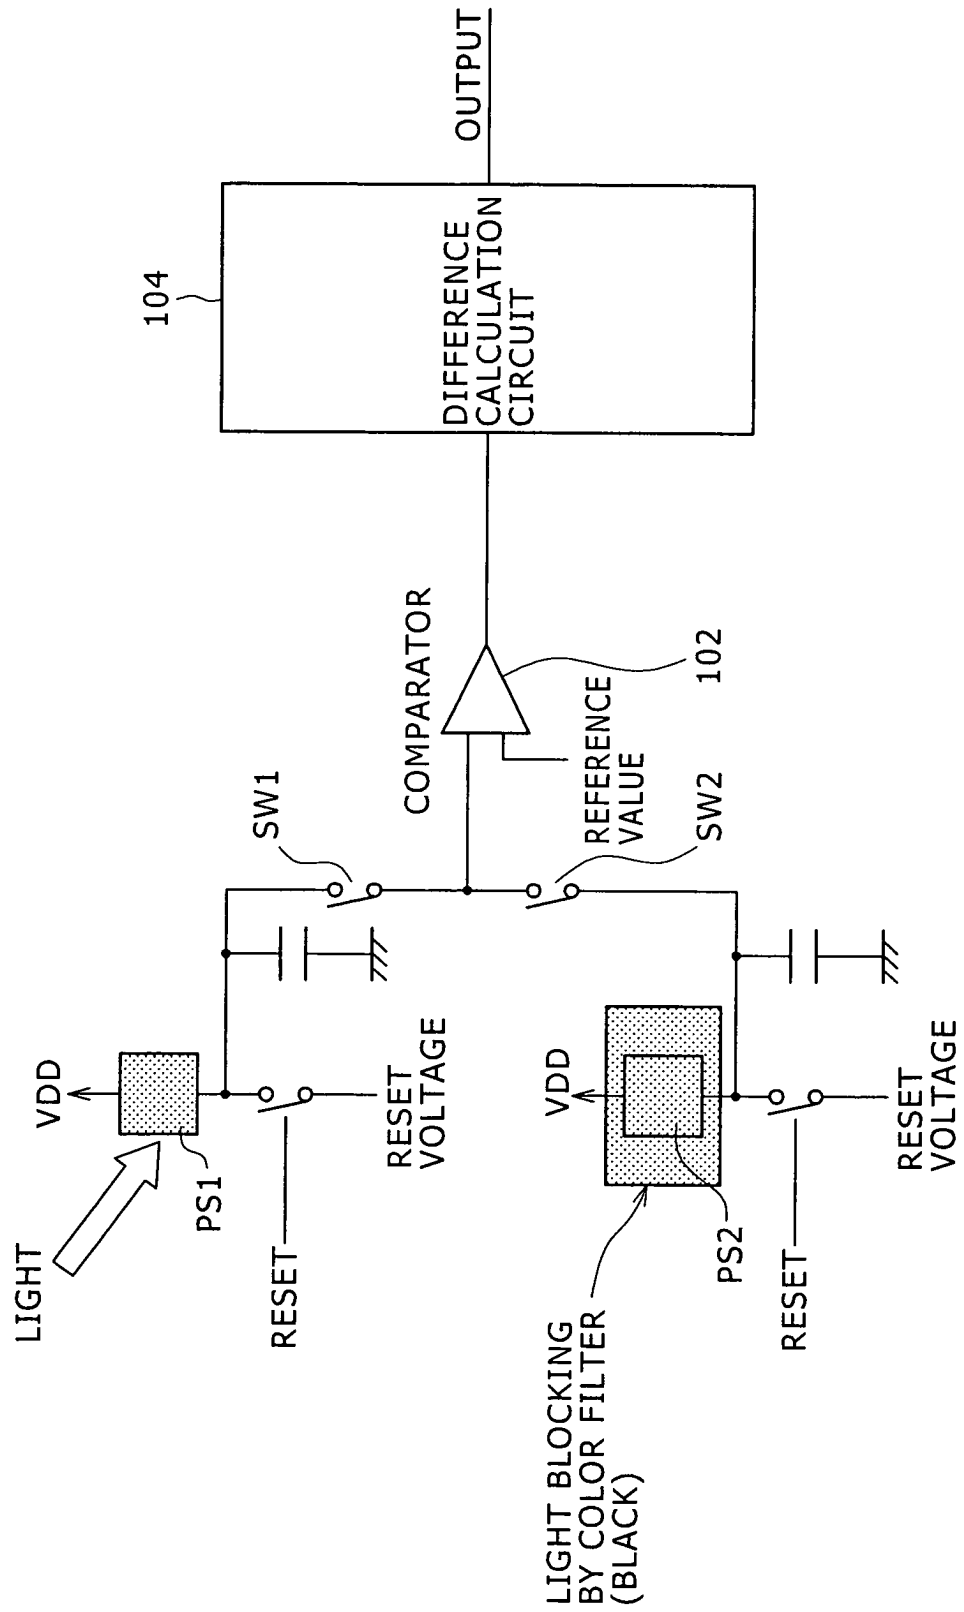 LIGHT
VDD
PS1
RESET
RESET
VOLTAGE
SW1
COMPARATOR
102
REFERENCE
VALUE
SW2
104
DIFFERENCE
CALCULATION
CIRCUIT
OUTPUT
LIGHT BLOCKING
BY COLOR FILTER
(BLACK)
VDD
PS2
RESET
RESET
VOLTAGE